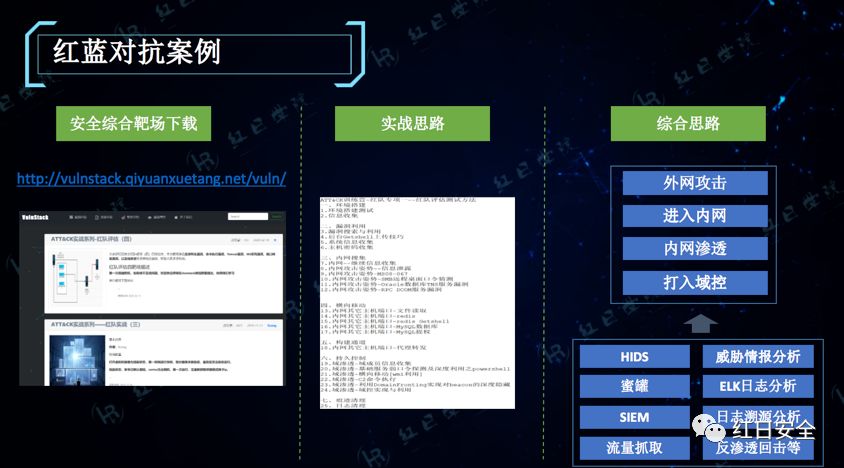 红蓝对抗案例
安全综合靶场下载
http://vulnstack.qiyuanxuetang.net/vuln/
VulnStack
ATT&CK实战系列-红队评估（四）
红队评估四靶场描述
ATT&CK实战系列——红队实战（三）
实战思路
ATT&CK训练营-红队专项一--红队评估测试方法
一、环境搭建
1.环境搭建测试
2.信息收集
二、漏洞利用
3.漏洞搜索与利用
4.后台Getshell上传技巧
5.系统信息收集
6.主机密码收集
三、内网搜集
7.内网--继续信息收集
8.内网攻击姿势--信息泄露
9.内网攻击姿势-MS08-067
10.内网攻击姿势-SMB远程桌面口令猜测
11.内网攻击姿势-Oracle数据库TNS服务漏洞
12.内网攻击姿势-RPC DCOM服务漏洞
四、横向移动
13.内网其它主机端口-文件读取
14.内网其它主机端口-redis
15.内网其它主机端口-redis Getshell
16.内网其它主机端口-MySQL数据库
17.内网其它主机端口-MySQL提权
五、构建通道
18.内网其它主机端口-代理转发
六、持久控制
19.域渗透-域成员信息收集
20.域渗透-基础服务弱口令探测及深度利用之powershell
21.域渗透-横向移动[wmi利用]
22.域渗透-C2命令执行
23.域渗透-利用DomainFronting实现对beacon的深度隐藏
24.域渗透-域控实现与利用
七、痕迹清理
25、日志清理
综合思路
外网攻击
进入内网
内网渗透
打入域控
HIDS
威胁情报分析
蜜罐
ELK日志分析
SIEM
日志溯源分析
流量抓取
反渗透回击等
红日安全
红日学院